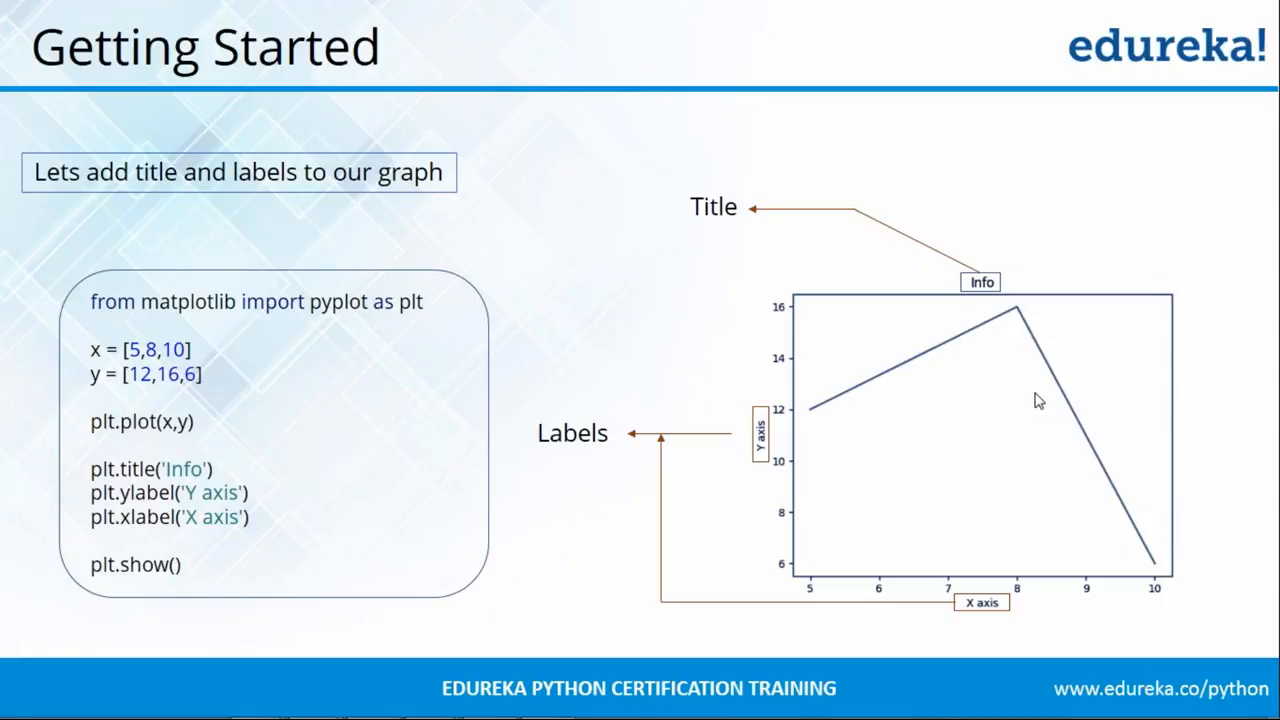 Getting Started
edureka!
Lets add title and labels to our graph
from matplotlib import pyplot as plt
x = [5,8,10]
y = [12,16,6]
plt.plot(x,y)
plt.title('Info')
plt.ylabel('Y axis')
plt.xlabel('X axis')
plt.show()
Title
Info
Labels
Y axis
16
14
12
10
8
6
5 6 7 8 9 10
X axis
EDUREKA PYTHON CERTIFICATION TRAINING
www.edureka.co/python